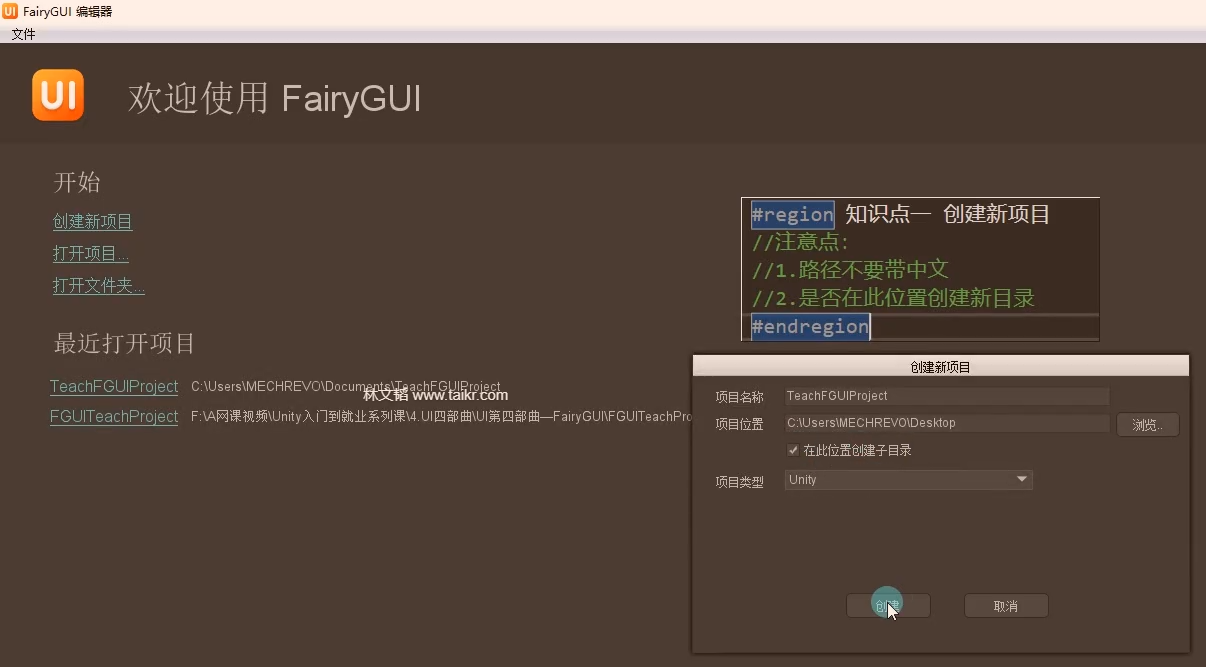 UI FairyGUI 编辑器
文件
UI 欢迎使用 FairyGUI
开始
创建新项目
打开项目...
打开文件夹...
最近打开项目
TeachFGUIProject C:\Users\MECHREVO\Documents\TeachFGUIProject
林文韬 www.taikr.com
FGUITeachProject F:\A网课视频\Unity入门到就业系列课\4.UI四部曲\UI第四部曲—FairyGUI\FGUITeachPro
#region 知识点一 创建新项目
//注意点:
//1.路径不要带中文
//2.是否在此位置创建新目录
#endregion
创建新项目
项目名称 TeachFGUIProject
项目位置 C:\Users\MECHREVO\Desktop 浏览..
在此位置创建子目录
项目类型 Unity
创建 取消